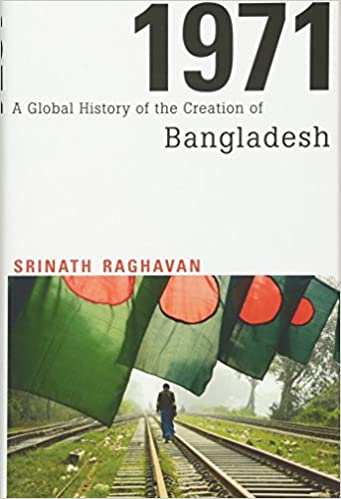 1971
A Global History of the Creation of
Bangladesh
SRINATH RAGHAVAN